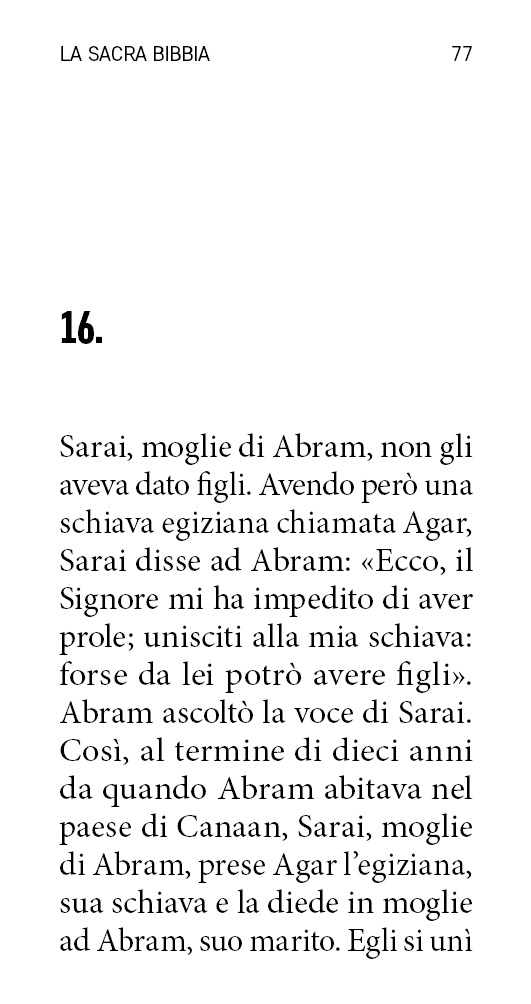 LA SACRA BIBBIA 77
16.
Sarai, moglie di Abram, non gli
aveva dato figli. Avendo però una
schiava egiziana chiamata Agar,
Sarai disse ad Abram: «Ecco, il
Signore mi ha impedito di aver
prole; unisciti alla mia schiava:
forse da lei potrò avere figli».
Abram ascoltò la voce di Sarai.
Così, al termine di dieci anni
da quando Abram abitava nel
paese di Canaan, Sarai, moglie
di Abram, prese Agar l’egiziana,
sua schiava e la diede in moglie
ad Abram, suo marito. Egli si unì